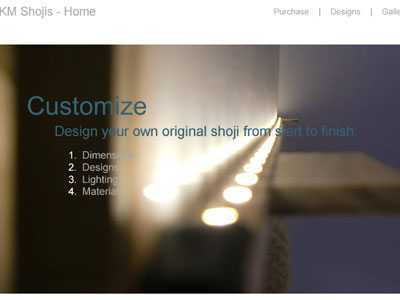 KM Shojis - Home
Purchase | Designs | Galle
Customize
Design your own original shoji from start to finish:
1. Dimensions
2. Designs
3. Lighting
4. Material